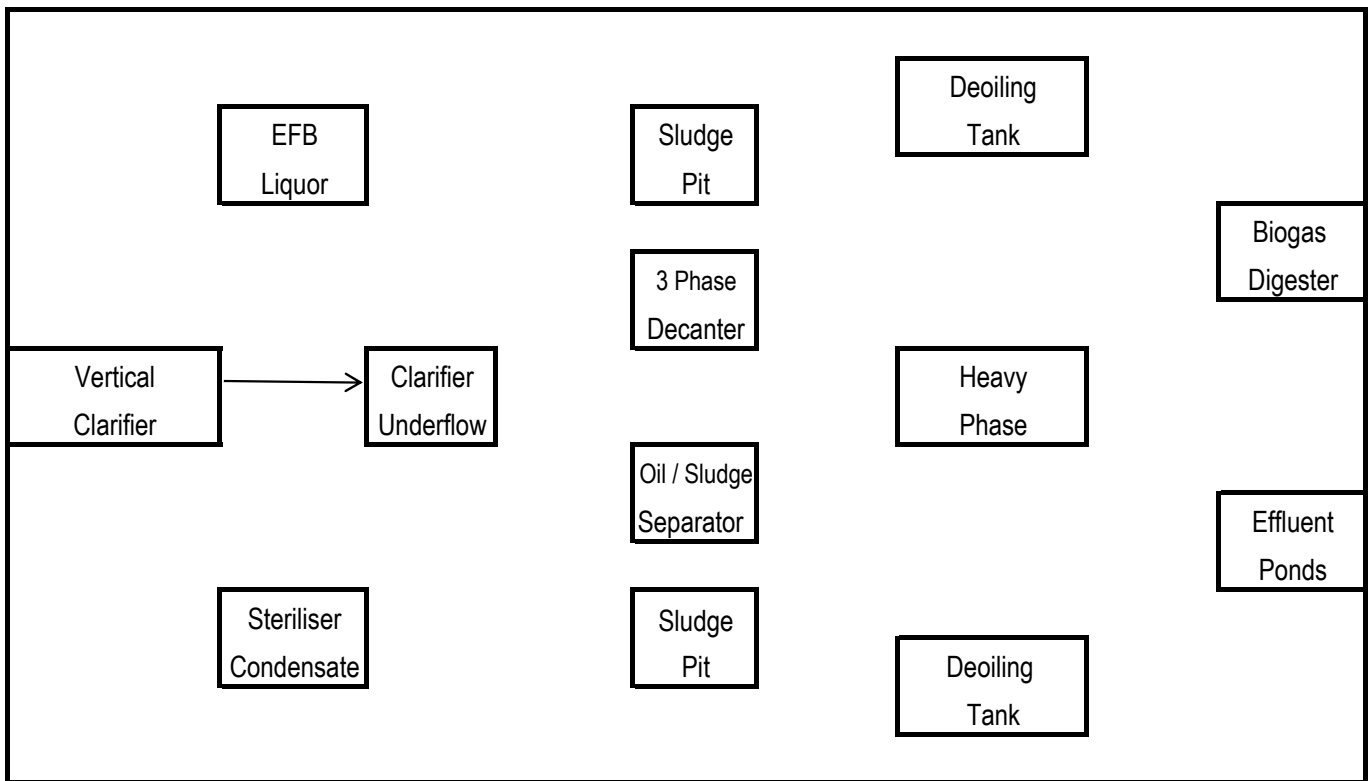 Deoiling
Tank
EFB
Liquor
Sludge
Pit
Biogas
Digester
3 Phase
Decanter
Vertical
Clarifier
Clarifier
Underflow
Heavy
Phase
Oil / Sludge
Separator
Effluent
Ponds
Steriliser
Condensate
Sludge
Pit
Deoiling
Tank